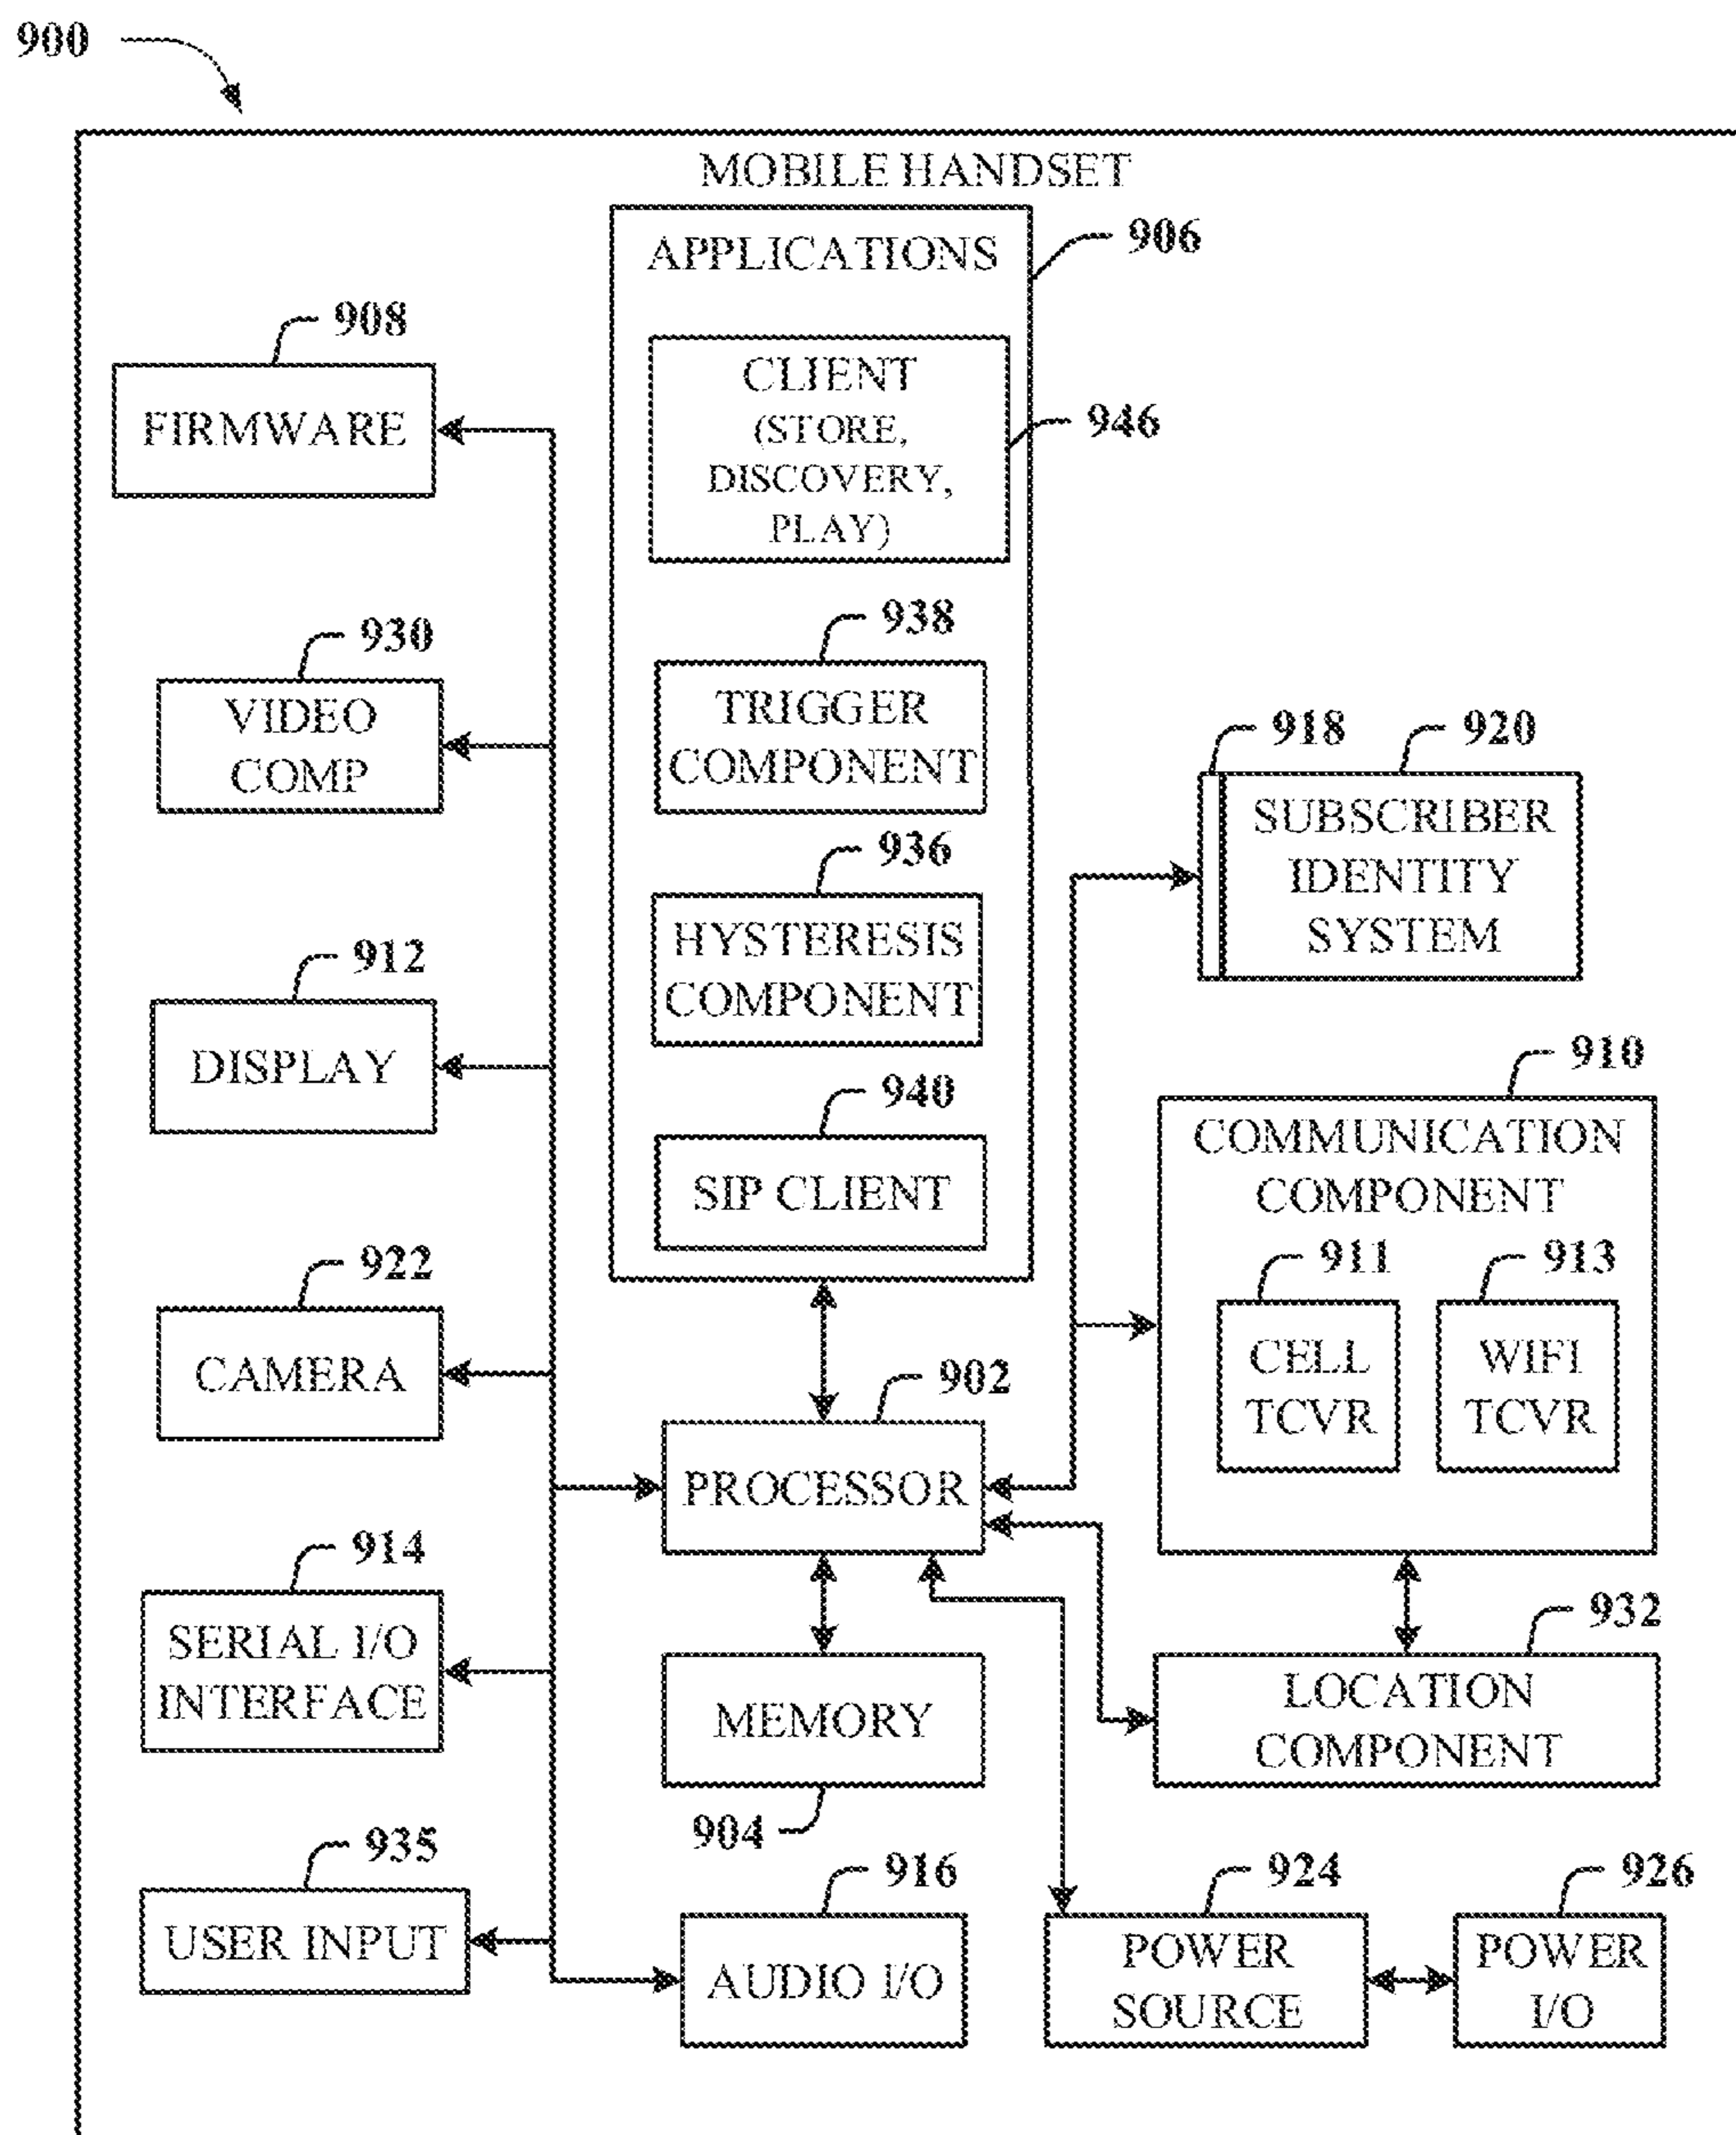 900
MOBILE HANDSET
APPLICATIONS
906
CLIENT
(STORE,
DISCOVERY,
PLAY)
946
938
TRIGGER
COMPONENT
936
HYSTERESIS
COMPONENT
940
SIP CLIENT
908
FIRMWARE
930
VIDEO
COMP
912
DISPLAY
922
CAMERA
914
SERIAL I/O
INTERFACE
935
USER INPUT
902
PROCESSOR
MEMORY
904
916
AUDIO I/O
918
920
SUBSCRIBER
IDENTITY
SYSTEM
910
COMMUNICATION
COMPONENT
911
CELL
TCVR
913
WIFI
TCVR
932
LOCATION
COMPONENT
924
POWER
SOURCE
926
POWER
I/O